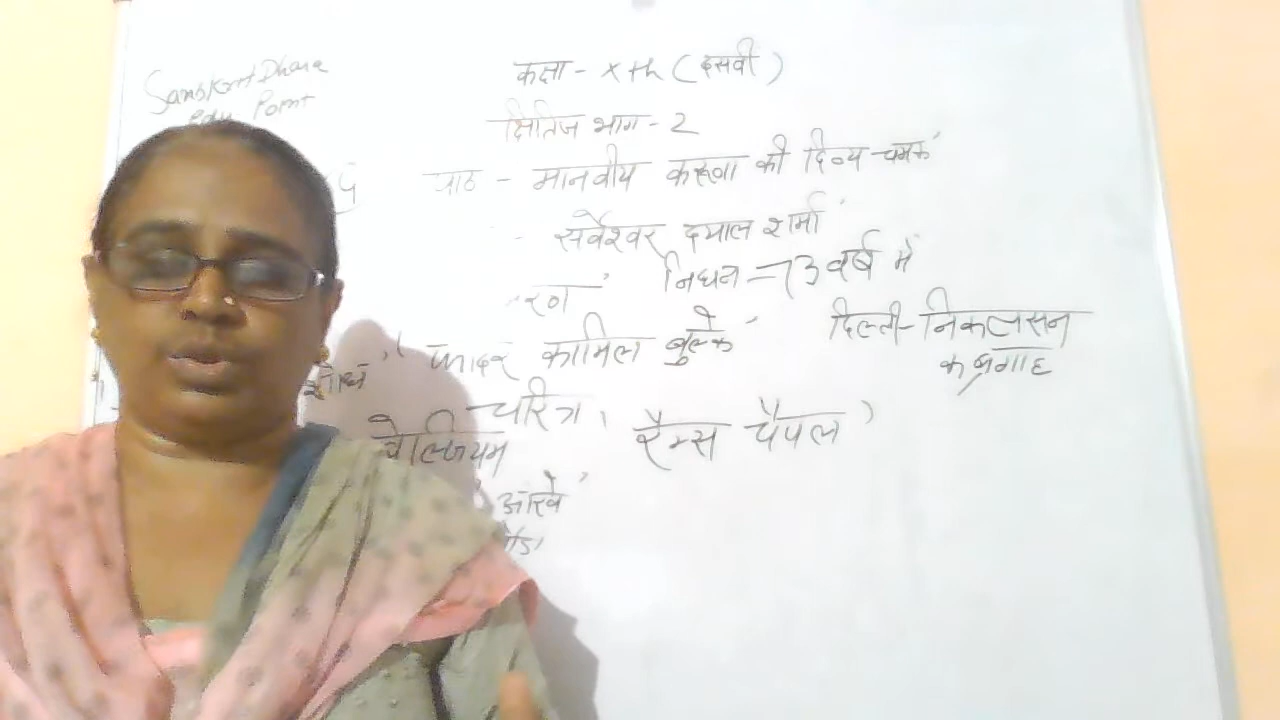 Sanskrit Dhara
edu Point
कक्षा - Xth (दसवी)
क्षितिज भाग - 2
पाठ - मानवीय करूणा की दिव्य चमक
- सर्वेश्वर दयाल शर्मा
निधन = 73 वर्ष में
फादर कामिल बुल्के
दिल्ली - निकलसन
कब्रगाह
चरित्र,
बेल्जियम
रैम्स चैपल
आँखे